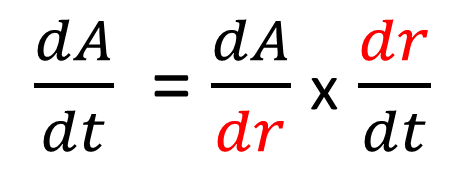 dA/dt = dA/dr x dr/dt